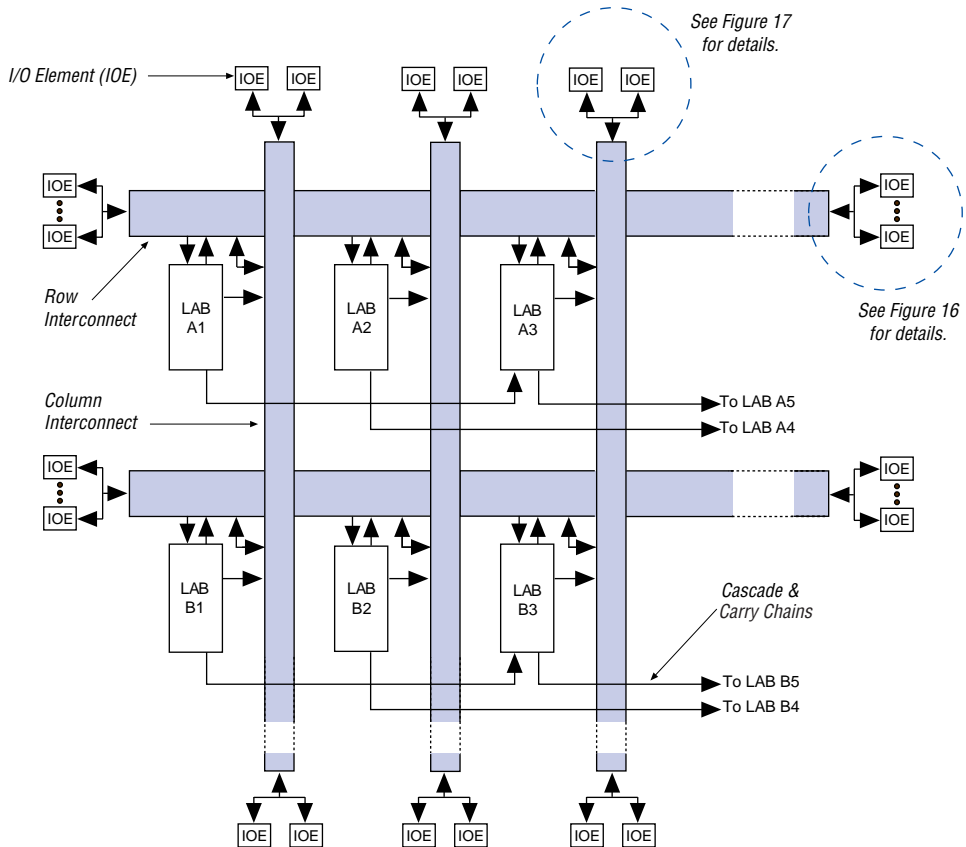 See Figure 17
for details.
I/O Element (IOE)
IOE IOE IOE IOE IOE IOE
IOE IOE
IOE IOE
Row
Interconnect
LAB
A1
LAB
A2
LAB
A3
See Figure 16
for details.
Column
Interconnect
To LAB A5
To LAB A4
IOE IOE
IOE IOE
LAB
B1
LAB
B2
LAB
B3
Cascade &
Carry Chains
To LAB B5
To LAB B4
IOE IOE IOE IOE IOE IOE